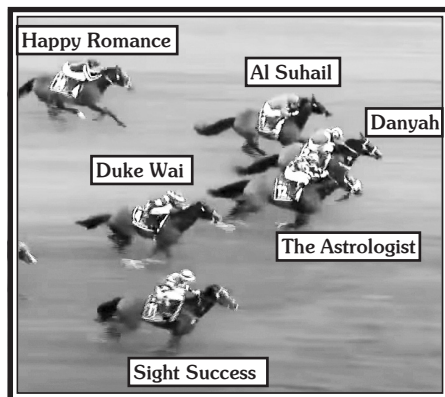 Happy Romance
Al Suhail
Danyah
Duke Wai
The Astrologist
Sight Success